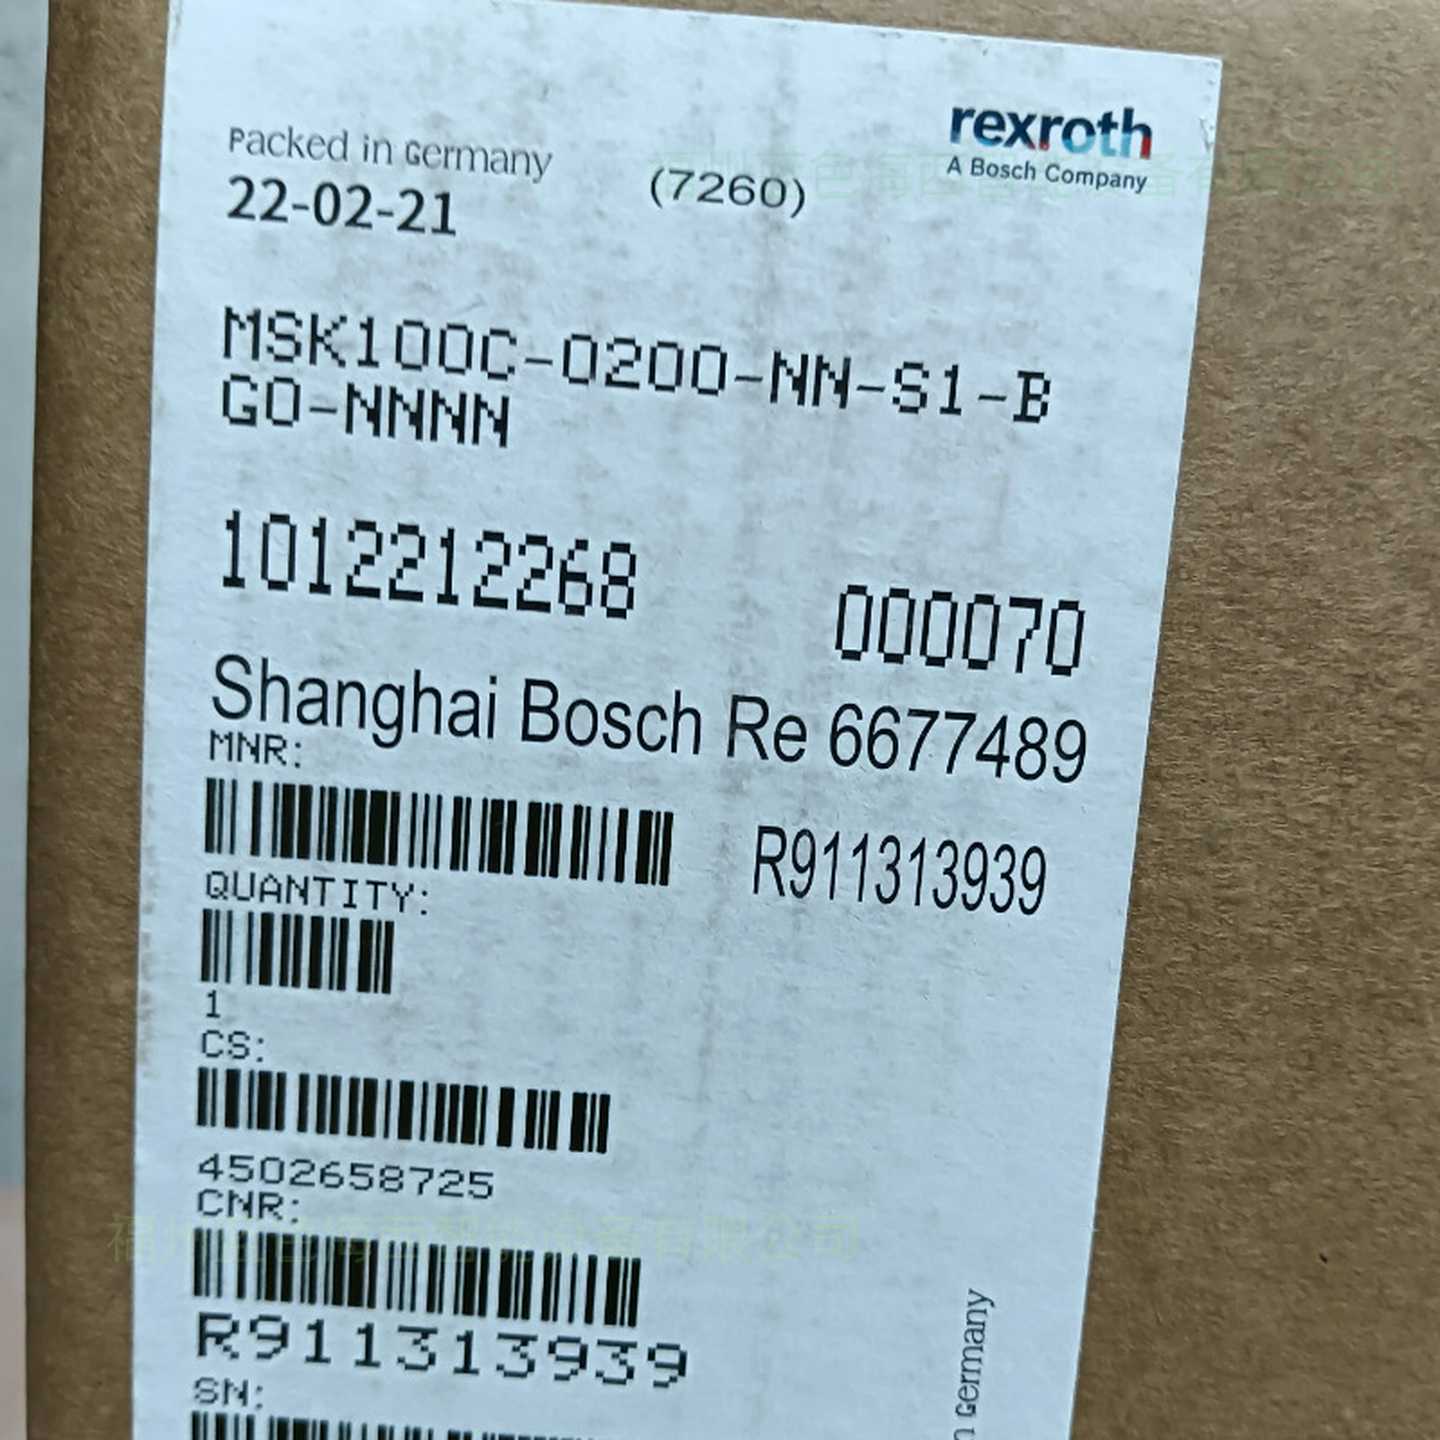 rexroth
A Bosch Company
Packed in Germany
22-02-21
(7260)
MSK100C-0200-NN-S1-B
G0-NNNN
1012212268 000070
Shanghai Bosch Re 6677489
MNR:
R911313939
QUANTITY:
1
CS:
4502658725
CNR:
R911313939
SN:
Germany